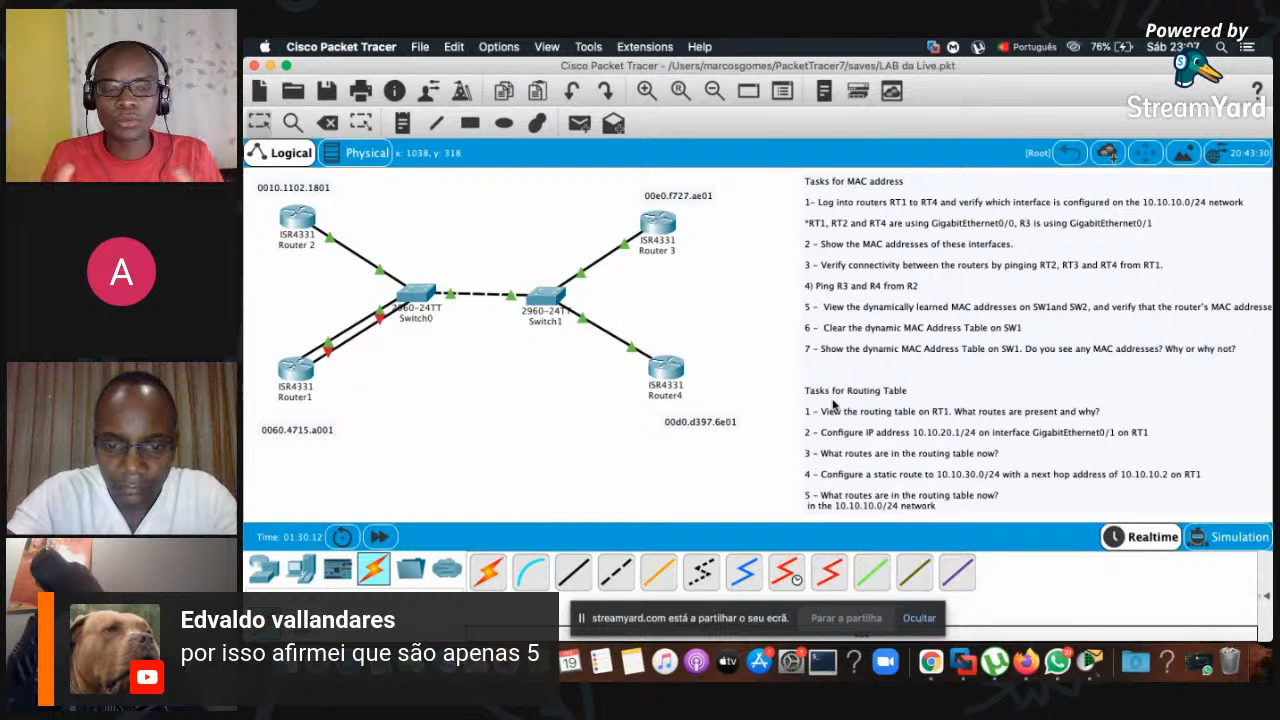 Powered by
StreamYard
Cisco Packet Tracer File Edit Options View Tools Extensions Help
Português 76% Sáb 23:07
Cisco Packet Tracer - /Users/marcosgomes/PacketTracer7/saves/LAB da Live.pkt
Logical Physical x: 1038, y: 318
[Root] 20:43:30
0010.1102.1801
ISR4331
Router 2
00e0.f727.ae01
ISR4331
Router 3
2960-24TT
Switch0
2960-24TT
Switch1
ISR4331
Router1
0060.4715.a001
ISR4331
Router4
00d0.d397.6e01
Tasks for MAC address
1- Log into routers RT1 to RT4 and verify which interface is configured on the 10.10.10.0/24 network
*RT1, RT2 and RT4 are using GigabitEthernet0/0, R3 is using GigabitEthernet0/1
2 - Show the MAC addresses of these interfaces.
3 - Verify connectivity between the routers by pinging RT2, RT3 and RT4 from RT1.
4) Ping R3 and R4 from R2
5 - View the dynamically learned MAC addresses on SW1and SW2, and verify that the router's MAC addresse
6 - Clear the dynamic MAC Address Table on SW1
7 - Show the dynamic MAC Address Table on SW1. Do you see any MAC addresses? Why or why not?
Tasks for Routing Table
1 - View the routing table on RT1. What routes are present and why?
2 - Configure IP address 10.10.20.1/24 on interface GigabitEthernet0/1 on RT1
3 - What routes are in the routing table now?
4 - Configure a static route to 10.10.30.0/24 with a next hop address of 10.10.10.2 on RT1
5 - What routes are in the routing table now?
in the 10.10.10.0/24 network
Time: 01:30:12
Realtime Simulation
A
streamyard.com está a partilhar o seu ecrã. Parar a partilha Ocultar
Edvaldo vallandares
por isso afirmei que são apenas 5
19